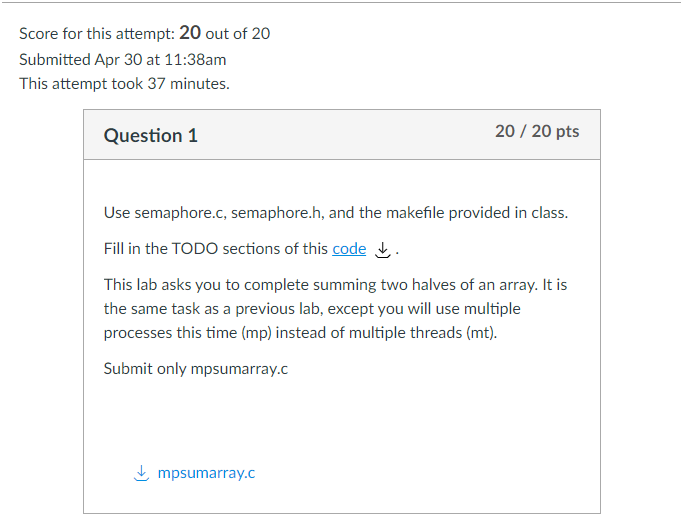 Score for this attempt: 20 out of 20
Submitted Apr 30 at 11:38am
This attempt took 37 minutes.
Question 1
20 / 20 pts
Use semaphore.c, semaphore.h, and the makefile provided in class.
Fill in the TODO sections of this code .
This lab asks you to complete summing two halves of an array. It is
the same task as a previous lab, except you will use multiple
processes this time (mp) instead of multiple threads (mt).
Submit only mpsumarray.c
mpsumarray.c